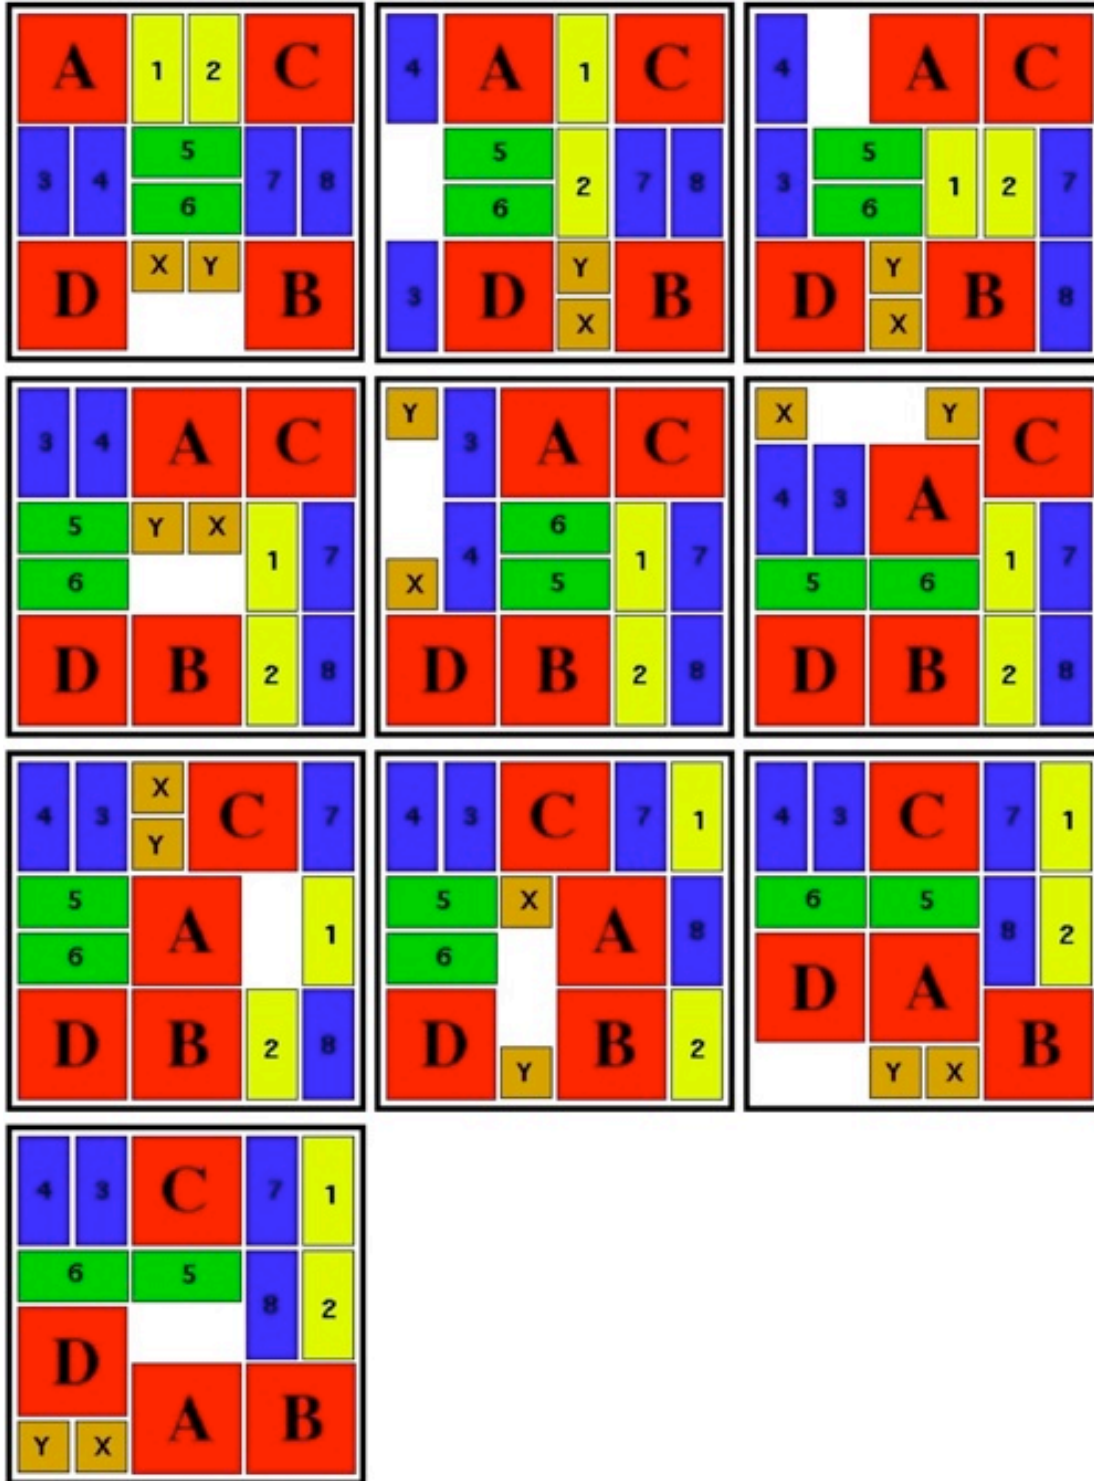 A 1 2 C
5
3 4 7 8
6
X Y
D B
4 A 1 C
5
2 7 8
6
Y
3 D B
X
4 A C
5
3 1 2 7
6
Y
D B 8
X
3 4 A C
5 Y X
1 7
6
D B 2 8
Y
3 A C
6
4 1 7
X 5
D B 2 8
X Y
C
4 3 A
1 7
5 6
D B 2 8
X
4 3 C 7
Y
5
A 1
6
D B 2 8
4 3 C 7 1
5 X
A 8
6
D B 2
Y
4 3 C 7 1
6 5
8 2
D A
B
Y X
4 3 C 7 1
6 5
8 2
D
A B
Y X